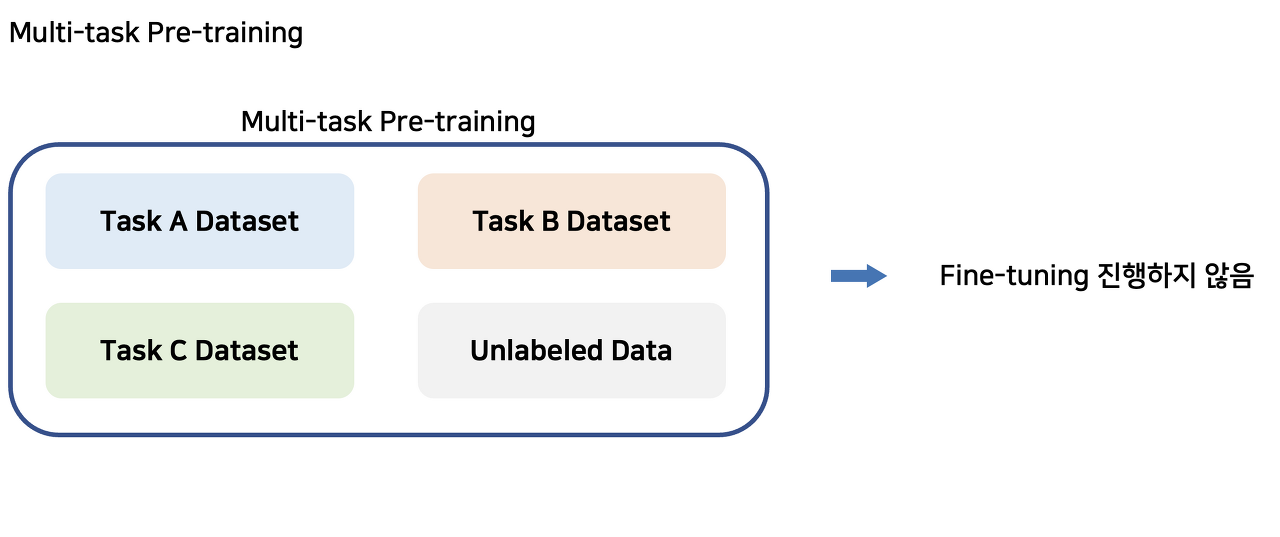 Multi-task Pre-training
Multi-task Pre-training
Task A Dataset
Task B Dataset
Task C Dataset
Unlabeled Data
Fine-tuning 진행하지 않음